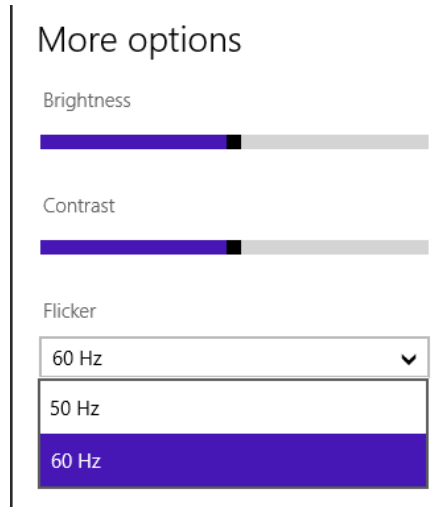 More options
Brightness
Contrast
Flicker
60 Hz
50 Hz
60 Hz